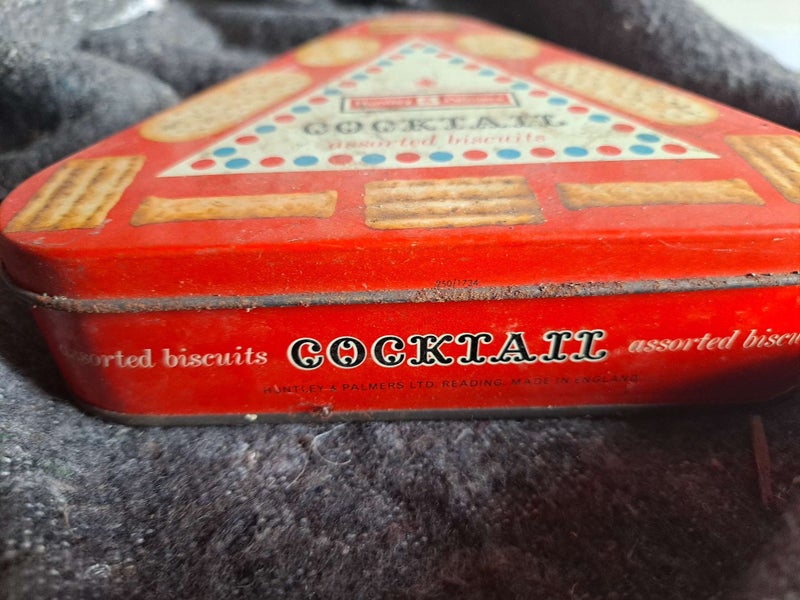 Huntley & Palmers
COCKTAIL
assorted biscuits
assorted biscuits COCKTAIL assorted biscu
HUNTLEY & PALMERS LTD. READING. MADE IN ENGLAND